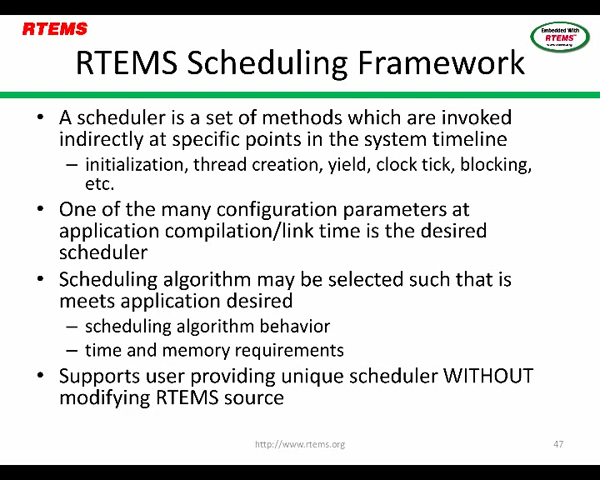 RTEMS
Embedded With
RTEMS
www.rtems.org
RTEMS Scheduling Framework
• A scheduler is a set of methods which are invoked
indirectly at specific points in the system timeline
– initialization, thread creation, yield, clock tick, blocking,
etc.
• One of the many configuration parameters at
application compilation/link time is the desired
scheduler
• Scheduling algorithm may be selected such that is
meets application desired
– scheduling algorithm behavior
– time and memory requirements
• Supports user providing unique scheduler WITHOUT
modifying RTEMS source
http://www.rtems.org
47